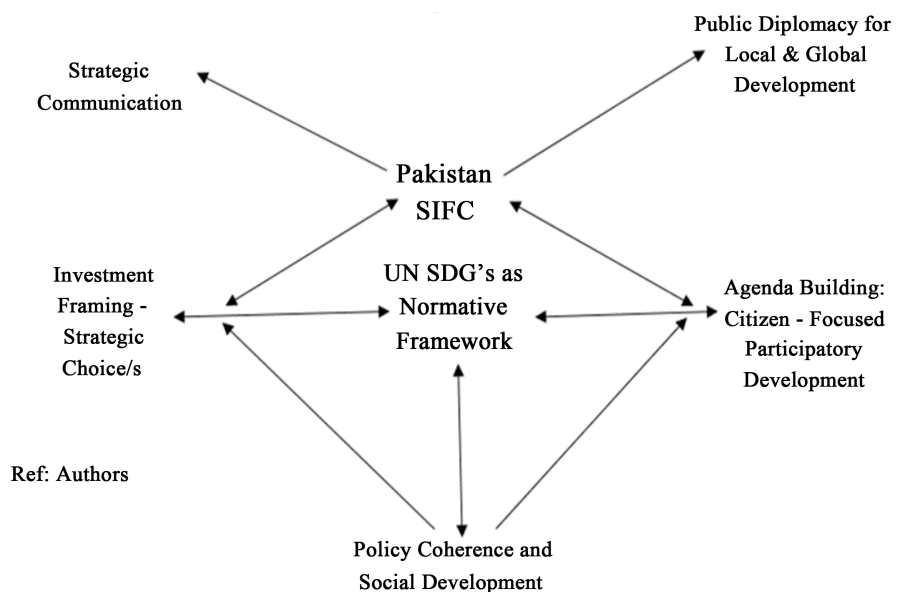 Public Diplomacy for
Local & Global
Development
Strategic
Communication
Pakistan
SIFC
UN SDG's as
Normative
Framework
Investment
Framing -
Strategic
Choice/s
Agenda Building:
Citizen - Focused
Participatory
Development
Ref: Authors
Policy Coherence and
Social Development